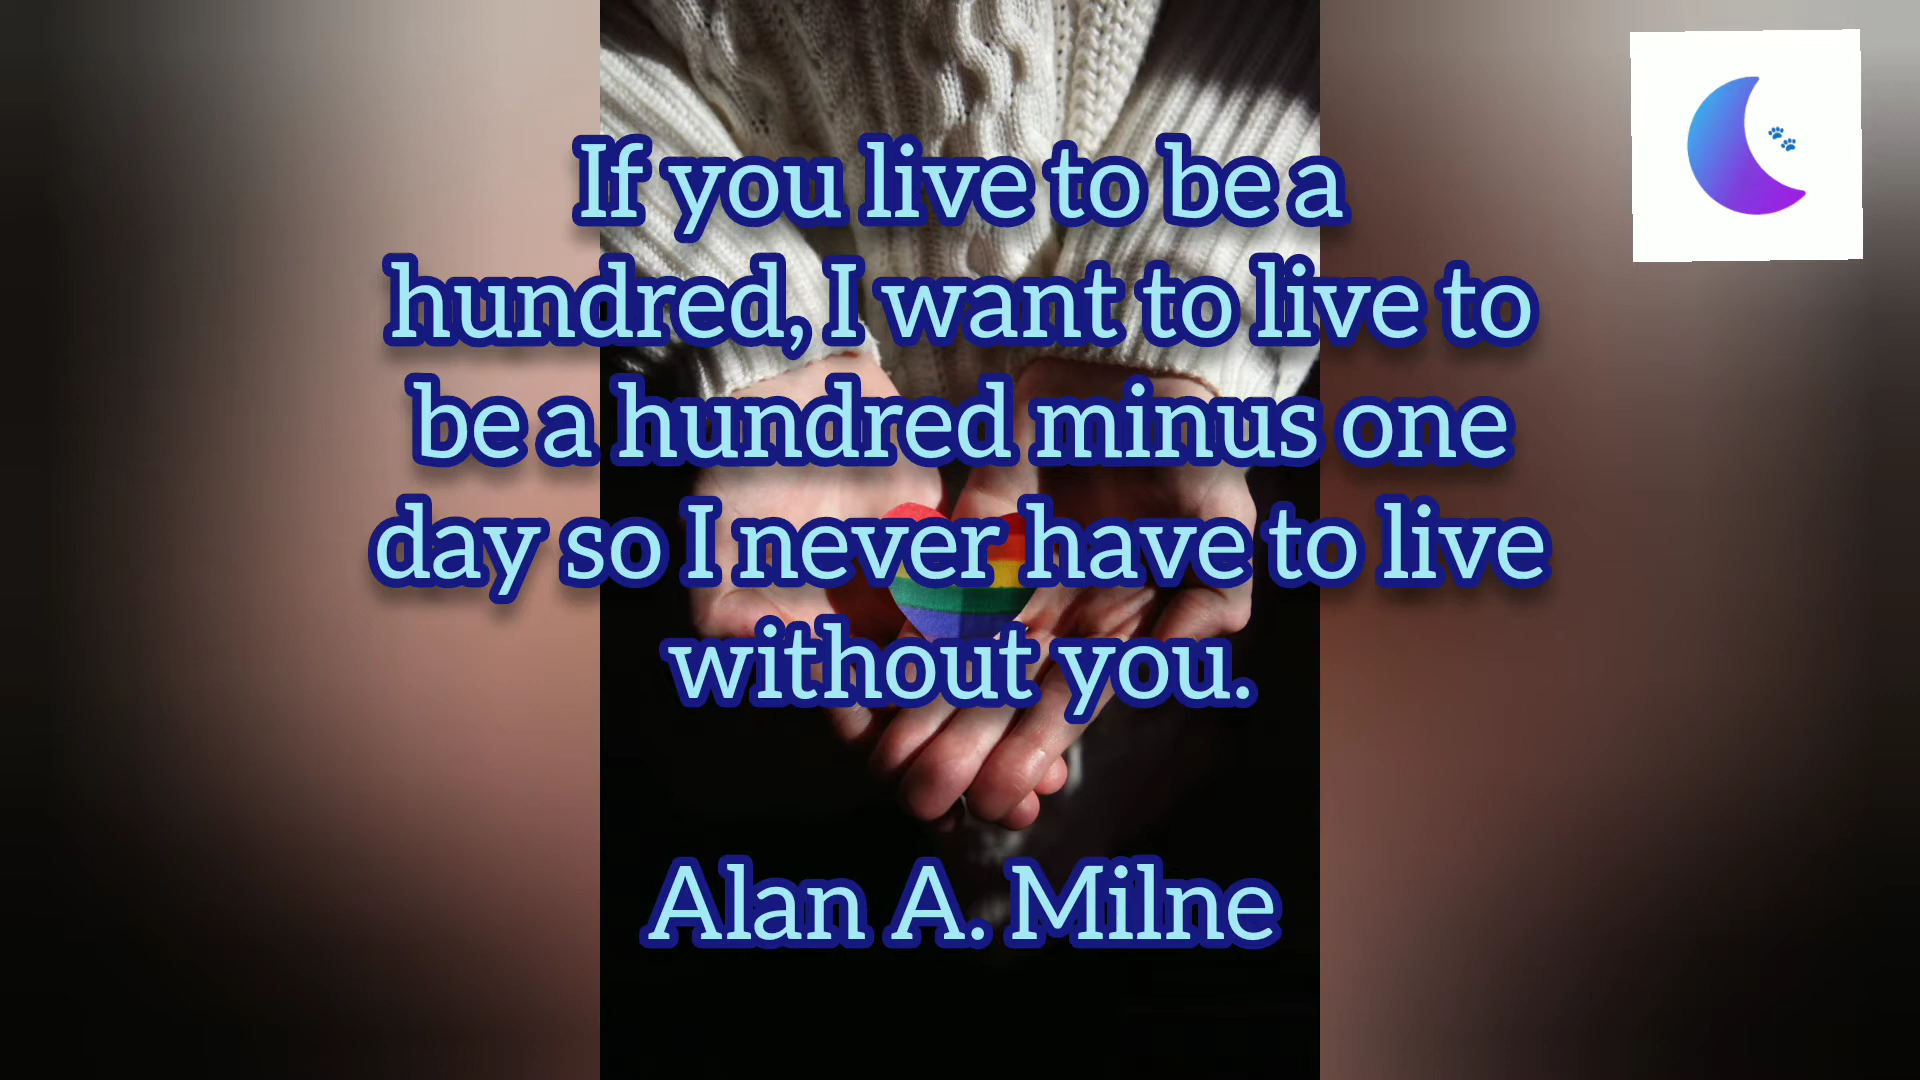 If you live to be a
hundred, I want to live to
be a hundred minus one
day so I never have to live
without you.
Alan A. Milne